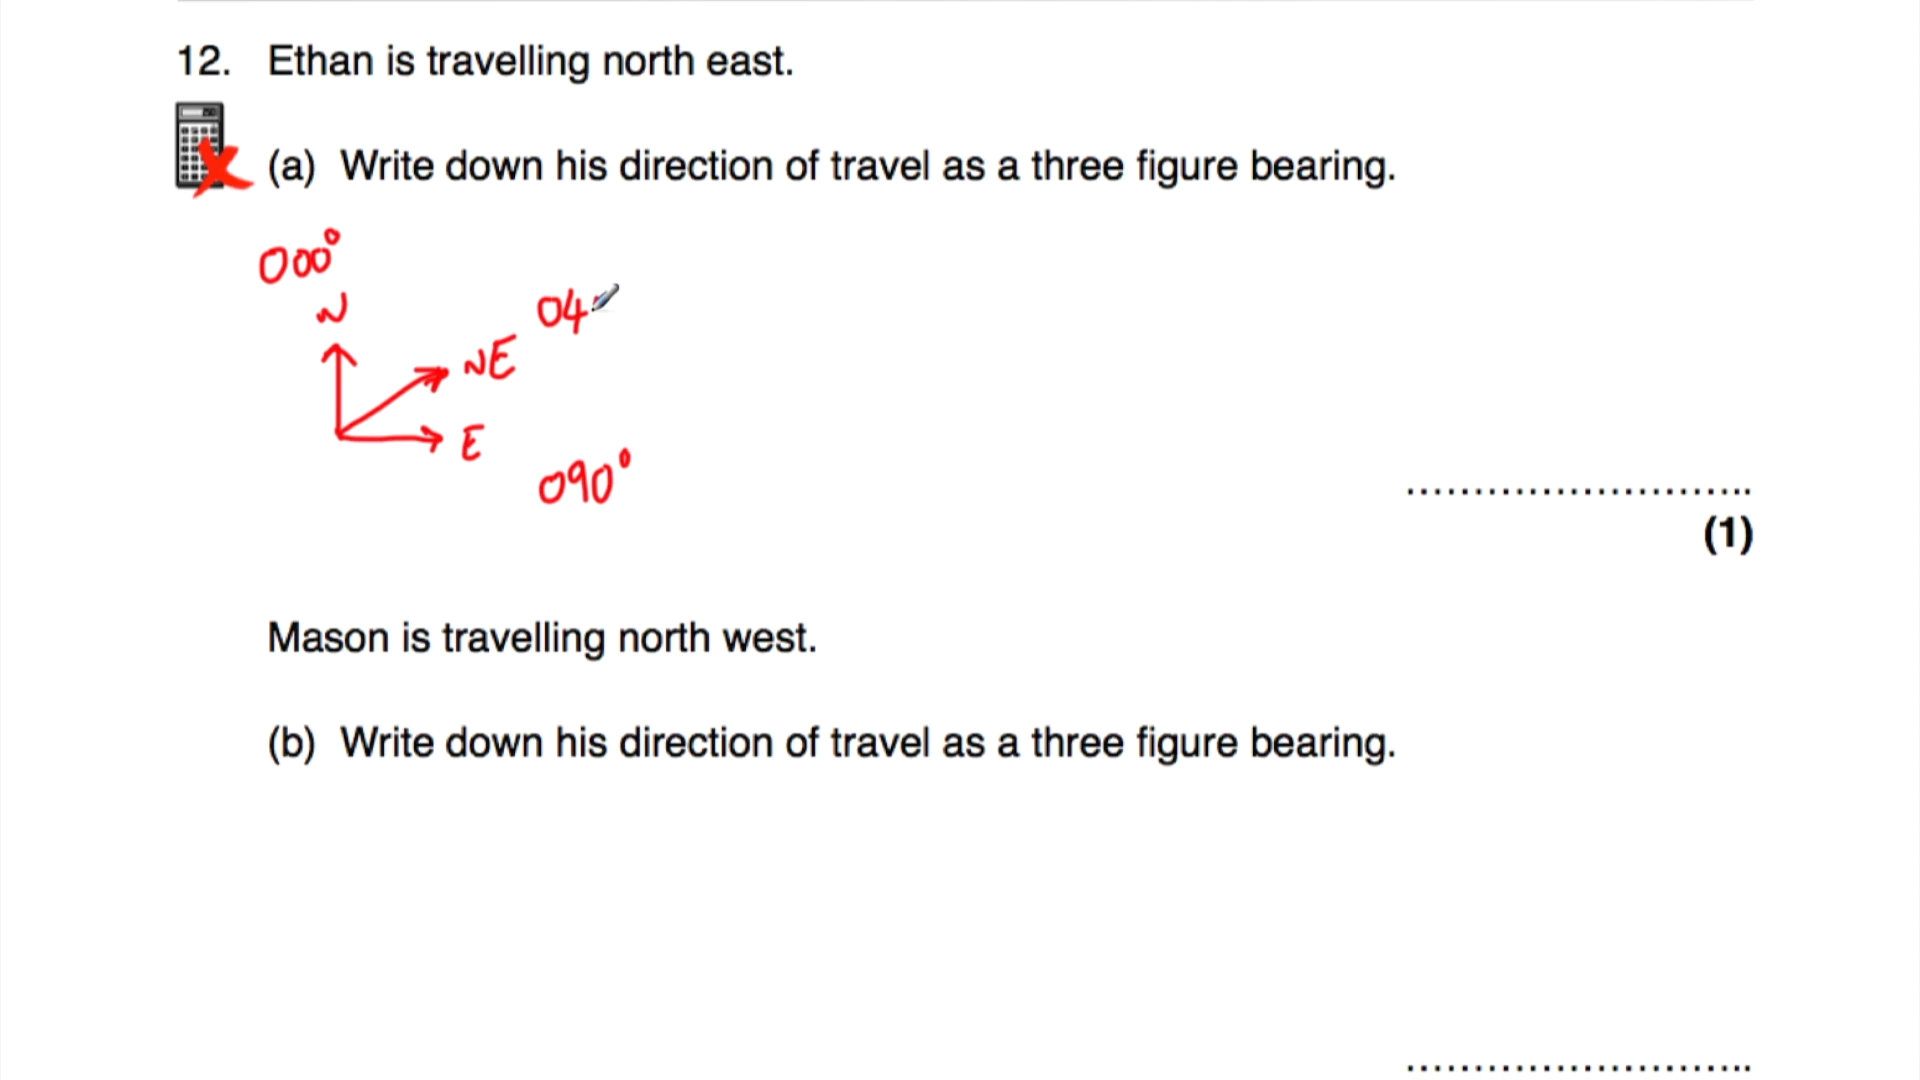 12. Ethan is travelling north east.
(a) Write down his direction of travel as a three figure bearing.
000°
N
04
NE
E
090°
................................
(1)
Mason is travelling north west.
(b) Write down his direction of travel as a three figure bearing.
................................